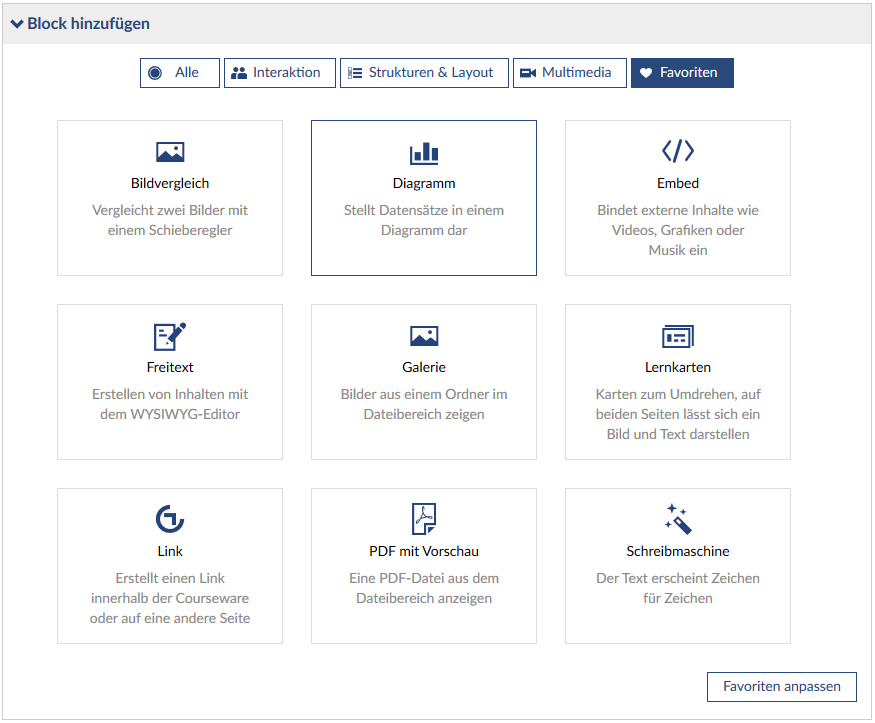 Block hinzufügen
Alle Interaktion Strukturen & Layout Multimedia Favoriten
Bildvergleich
Vergleicht zwei Bilder mit
einem Schieberegler
Diagramm
Stellt Datensätze in einem
Diagramm dar
Embed
Bindet externe Inhalte wie
Videos, Grafiken oder
Musik ein
Freitext
Erstellen von Inhalten mit
dem WYSIWYG-Editor
Galerie
Bilder aus einem Ordner im
Dateibereich zeigen
Lernkarten
Karten zum Umdrehen, auf
beiden Seiten lässt sich ein
Bild und Text darstellen
Link
Erstellt einen Link
innerhalb der Courseware
oder auf eine andere Seite
PDF mit Vorschau
Eine PDF-Datei aus dem
Dateibereich anzeigen
Schreibmaschine
Der Text erscheint Zeichen
für Zeichen
Favoriten anpassen